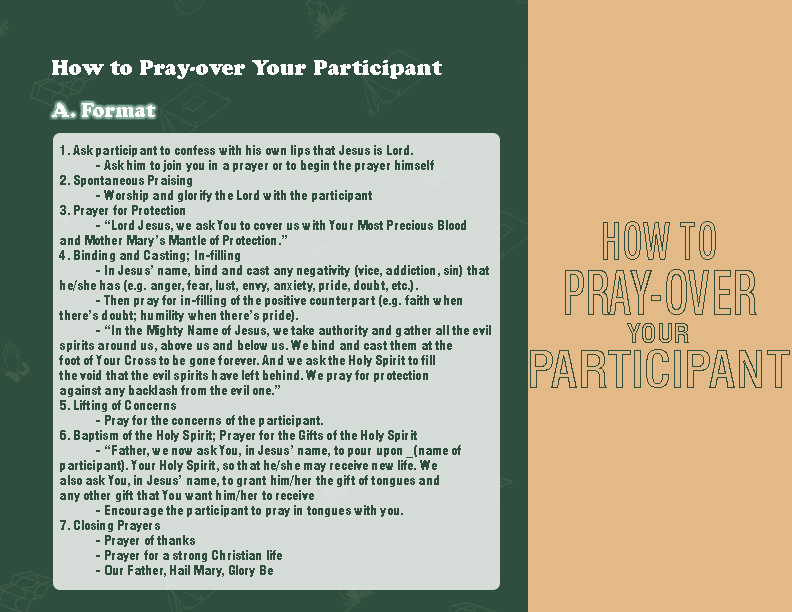 How to Pray-over Your Participant
A. Format
1. Ask participant to confess with his own lips that Jesus is Lord.
- Ask him to join you in a prayer or to begin the prayer himself
2. Spontaneous Praising
- Worship and glorify the Lord with the participant
3. Prayer for Protection
- “Lord Jesus, we ask You to cover us with Your Most Precious Blood
and Mother Mary’s Mantle of Protection.”
4. Binding and Casting; In-filling
- In Jesus’ name, bind and cast any negativity (vice, addiction, sin) that
he/she has (e.g. anger, fear, lust, envy, anxiety, pride, doubt, etc.).
- Then pray for in-filling of the positive counterpart (e.g. faith when
there’s doubt; humility when there’s pride).
- “In the Mighty Name of Jesus, we take authority and gather all the evil
spirits around us, above us and below us. We bind and cast them at the
foot of Your Cross to be gone forever. And we ask the Holy Spirit to fill
the void that the evil spirits have left behind. We pray for protection
against any backlash from the evil one.”
5. Lifting of Concerns
- Pray for the concerns of the participant.
6. Baptism of the Holy Spirit; Prayer for the Gifts of the Holy Spirit
- “Father, we now ask You, in Jesus’ name, to pour upon _(name of
participant). Your Holy Spirit, so that he/she may receive new life. We
also ask You, in Jesus’ name, to grant him/her the gift of tongues and
any other gift that You want him/her to receive
- Encourage the participant to pray in tongues with you.
7. Closing Prayers
- Prayer of thanks
- Prayer for a strong Christian life
- Our Father, Hail Mary, Glory Be
HOW TO
PRAY-OVER
YOUR
PARTICIPANT